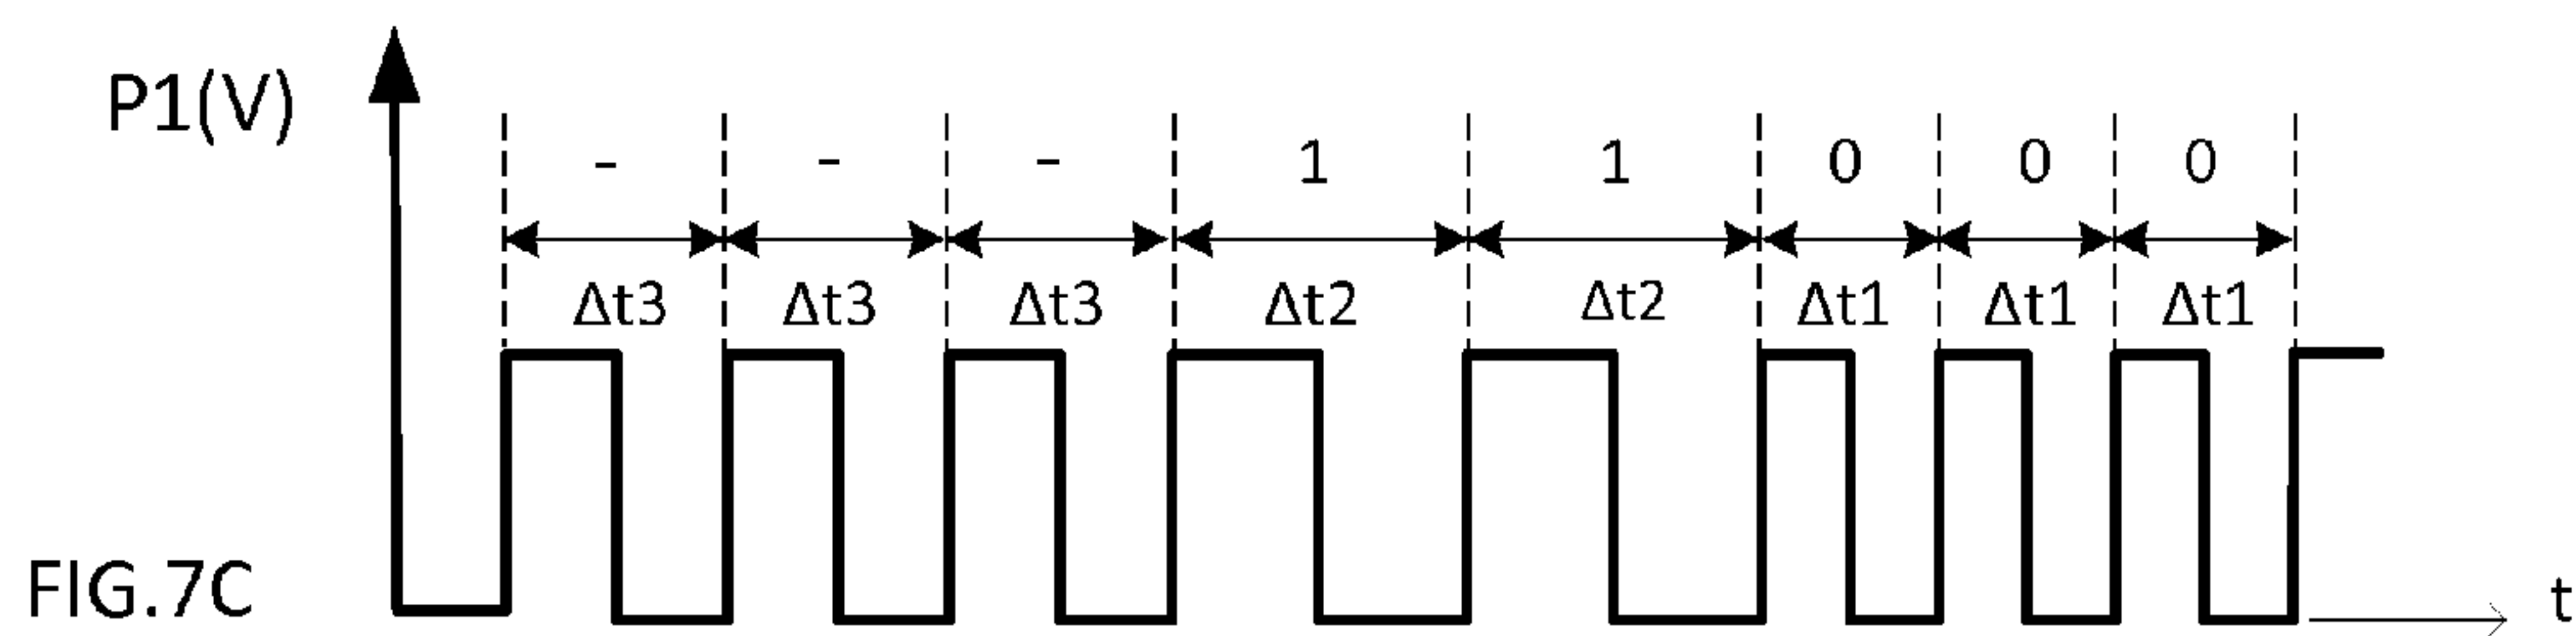 P1(V)
- - - 1 1 0 0 0
Δt3 Δt3 Δt3 Δt2 Δt2 Δt1 Δt1 Δt1
FIG.7C
t